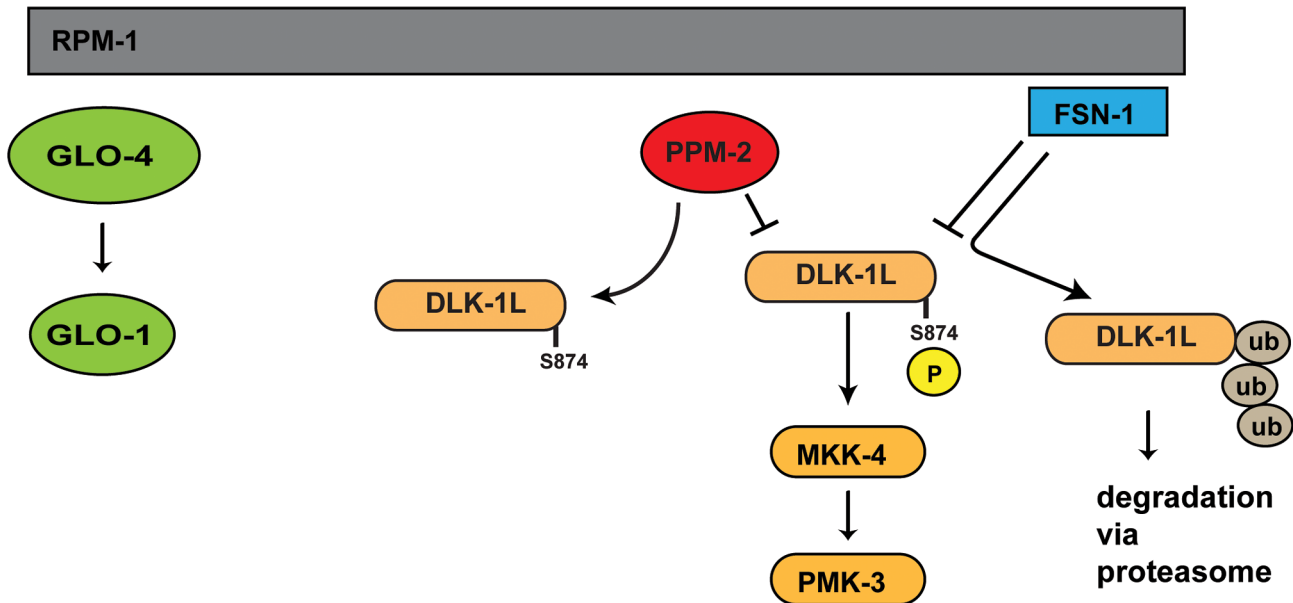 RPM-1
GLO-4
GLO-1
PPM-2
FSN-1
DLK-1L
S874
DLK-1L
S874
P
MKK-4
PMK-3
DLK-1L
ub
ub
ub
degradation
via
proteasome